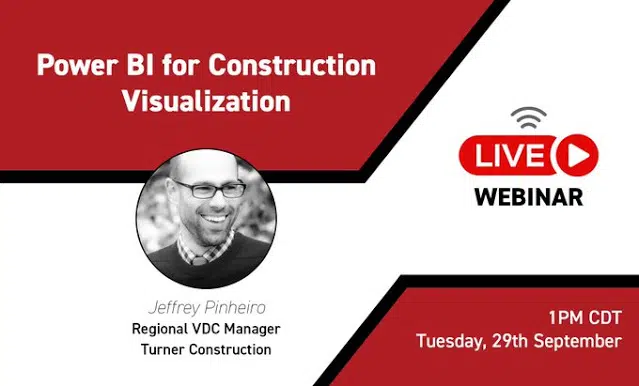 Power BI for Construction
Visualization
LIVE
WEBINAR
Jeffrey Pinheiro
Regional VDC Manager
Turner Construction
1PM CDT
Tuesday, 29th September